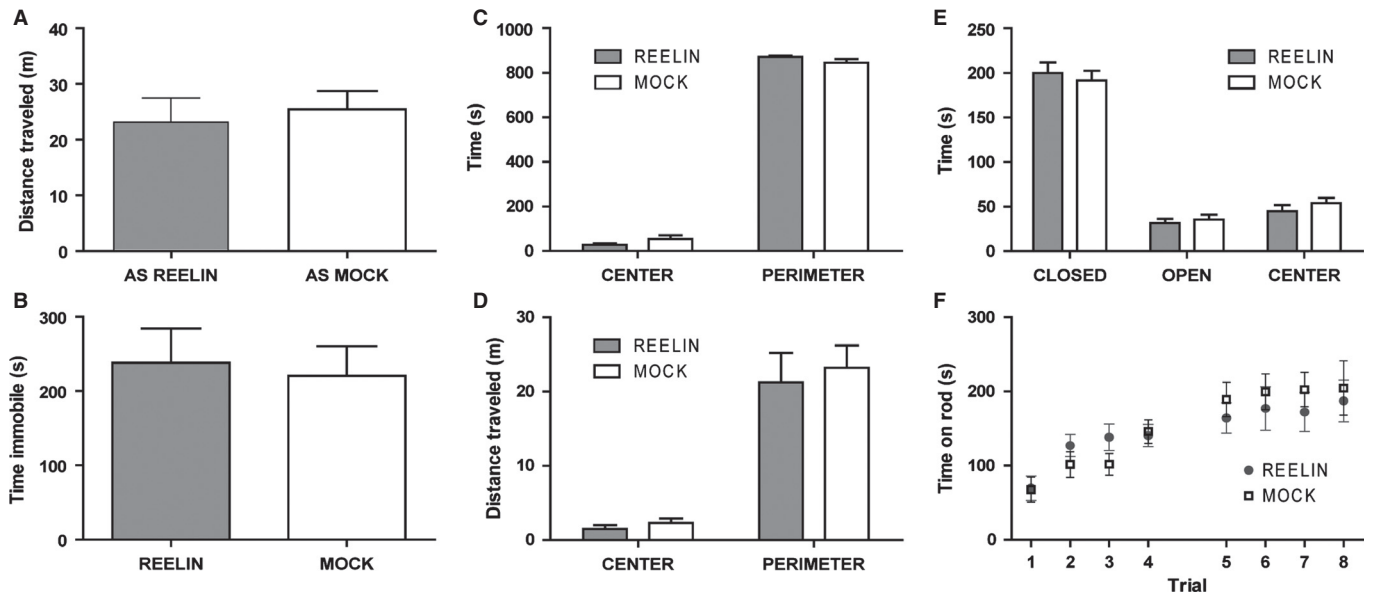 A
Distance traveled (m)
40
30
20
10
0
AS REELIN AS MOCK
B
Time immobile (s)
300
200
100
0
REELIN MOCK
C
Time (s)
1000
800
600
400
200
0
REELIN
MOCK
CENTER PERIMETER
D
Distance traveled (m)
30
20
10
0
REELIN
MOCK
CENTER PERIMETER
E
Time (s)
250
200
150
100
50
0
REELIN
MOCK
CLOSED OPEN CENTER
F
Time on rod (s)
300
200
100
0
REELIN
MOCK
1 2 3 4 5 6 7 8
Trial